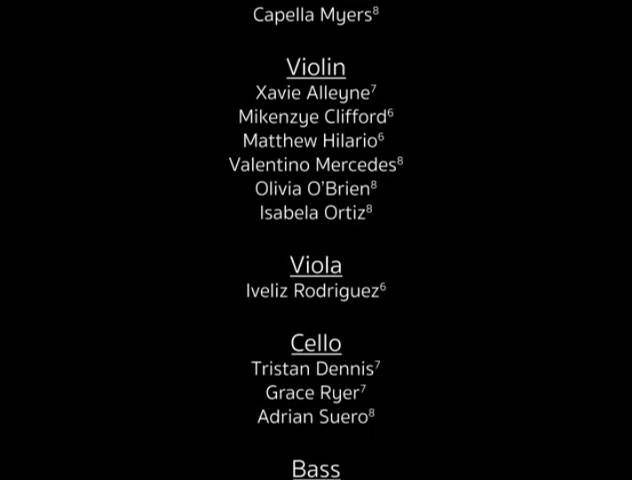 Capella Myers⁸
Violin
Xavie Alleyne⁷
Mikenzye Clifford⁶
Matthew Hilario⁶
Valentino Mercedes⁸
Olivia O'Brien⁸
Isabela Ortiz⁸
Viola
Iveliz Rodriguez⁶
Cello
Tristan Dennis⁷
Grace Ryer⁷
Adrian Suero⁸
Bass